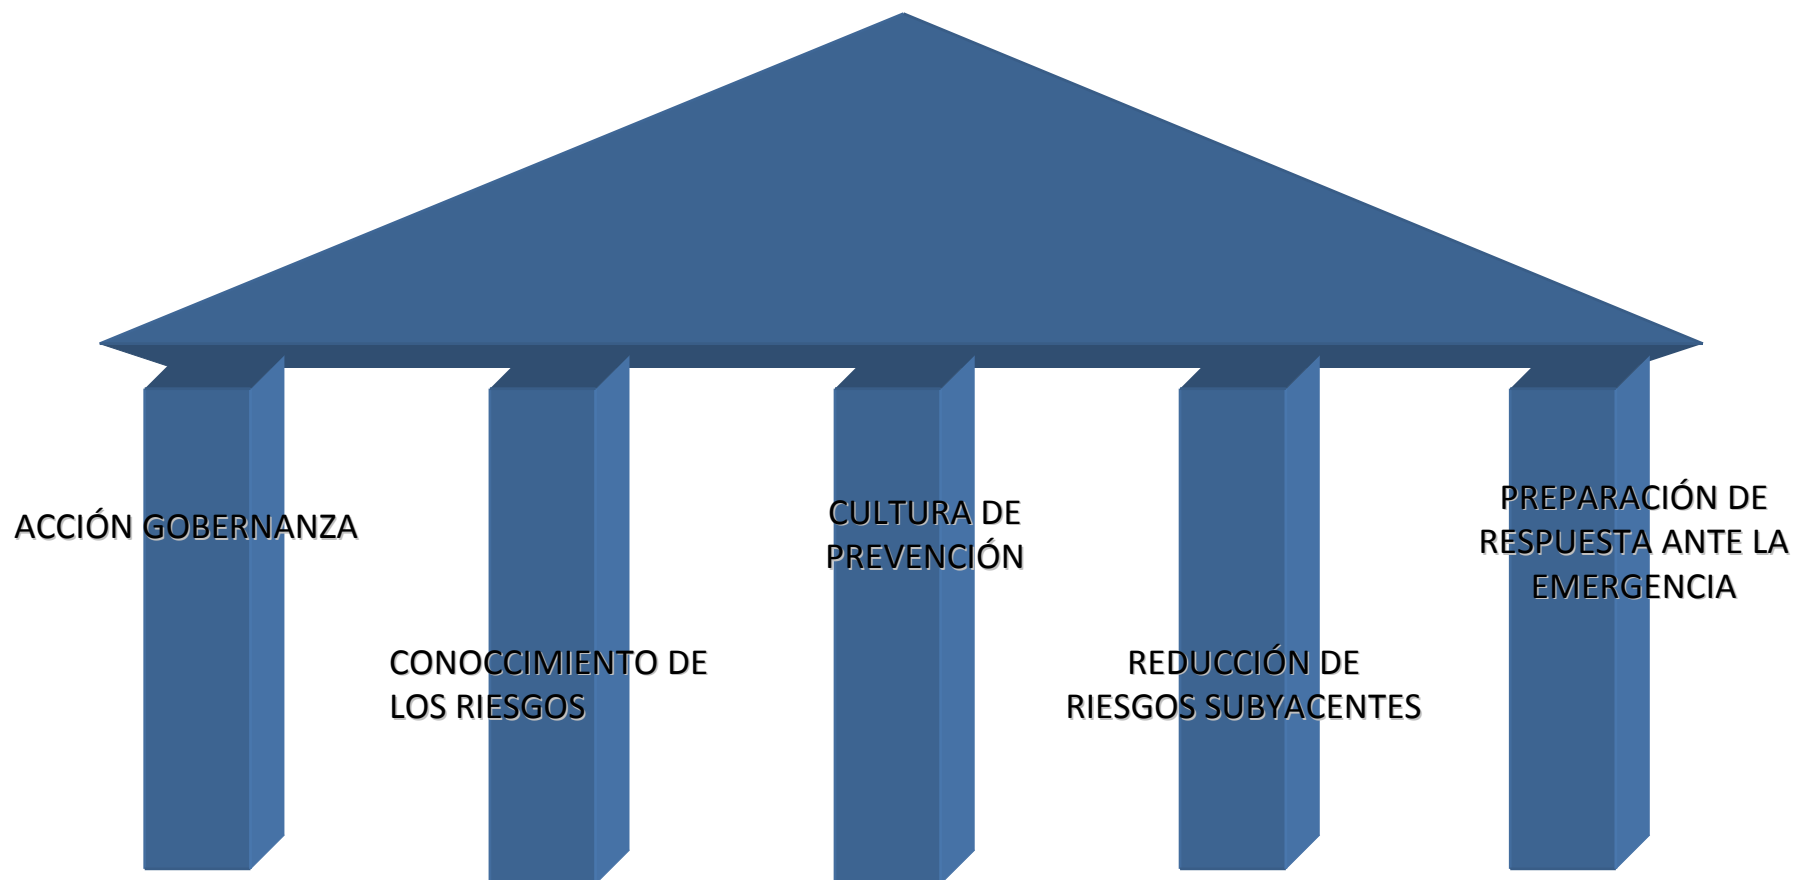 ACCIÓN GOBERNANZA
CONOCCIMIENTO DE
LOS RIESGOS
CULTURA DE
PREVENCIÓN
REDUCCIÓN DE
RIESGOS SUBYACENTES
PREPARACIÓN DE
RESPUESTA ANTE LA
EMERGENCIA